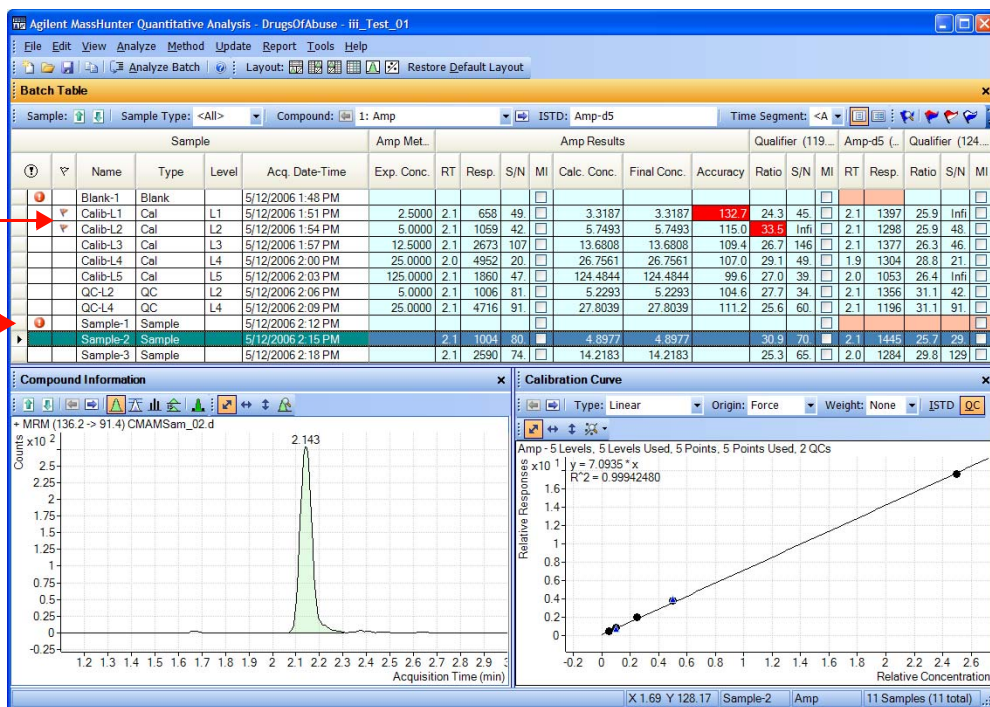 Agilent MassHunter Quantitative Analysis - DrugsOfAbuse - iii_Test_01
File Edit View Analyze Method Update Report Tools Help
Analyze Batch Layout: Restore Default Layout
Batch Table
Sample: Sample Type: <All> Compound: 1: Amp ISTD: Amp-d5 Time Segment: <A
Sample Amp Met... Amp Results Qualifier (119.... Amp-d5 (... Qualifier (124....
Name Type Level Acq. Date-Time Exp. Conc. RT Resp. S/N MI Calc. Conc. Final Conc. Accuracy Ratio S/N MI RT Resp. Ratio S/N MI
Blank-1 Blank 5/12/2006 1:48 PM
Calib-L1 Cal L1 5/12/2006 1:51 PM 2.5000 2.1 658 49. 3.3187 3.3187 132.7 24.3 45. 2.1 1397 25.9 Infi
Calib-L2 Cal L2 5/12/2006 1:54 PM 5.0000 2.1 1059 42. 5.7493 5.7493 115.0 33.5 Infi 2.1 1298 25.9 48.
Calib-L3 Cal L3 5/12/2006 1:57 PM 12.5000 2.1 2673 107 13.6808 13.6808 109.4 26.7 146 2.1 1377 26.3 46.
Calib-L4 Cal L4 5/12/2006 2:00 PM 25.0000 2.0 4952 20. 26.7561 26.7561 107.0 29.1 49. 1.9 1304 28.8 21.
Calib-L5 Cal L5 5/12/2006 2:03 PM 125.0000 2.1 1860 47. 124.4844 124.4844 99.6 27.0 39. 2.0 1053 26.4 Infi
QC-L2 QC L2 5/12/2006 2:06 PM 5.0000 2.1 1006 81. 5.2293 5.2293 104.6 27.7 34. 2.1 1356 31.1 42.
QC-L4 QC L4 5/12/2006 2:09 PM 25.0000 2.1 4716 91. 27.8039 27.8039 111.2 25.6 60. 2.1 1196 31.1 91.
Sample-1 Sample 5/12/2006 2:12 PM
Sample-2 Sample 5/12/2006 2:15 PM 2.1 1004 80. 4.8977 4.8977 30.9 70. 2.1 1445 25.7 29.
Sample-3 Sample 5/12/2006 2:18 PM 2.1 2590 74. 14.2183 14.2183 25.3 65. 2.0 1284 29.8 129
Compound Information
+ MRM (136.2 -> 91.4) CMAMSam_02.d
Counts
x10 2
2.143
2.5
2.25
2
1.75
1.5
1.25
1
0.75
0.5
0.25
0
-0.25
1.2 1.3 1.4 1.5 1.6 1.7 1.8 1.9 2 2.1 2.2 2.3 2.4 2.5 2.6 2.7 2.8 2.9 3
Acquisition Time (min)
Calibration Curve
Type: Linear Origin: Force Weight: None ISTD QC
Amp - 5 Levels, 5 Levels Used, 5 Points, 5 Points Used, 2 QCs
Relative Responses
x10 1
y = 7.0935 * x
R^2 = 0.99942480
1.6
1.4
1.2
1
0.8
0.6
0.4
0.2
0
-0.2 0 0.2 0.4 0.6 0.8 1 1.2 1.4 1.6 1.8 2 2.2 2.4 2.6
Relative Concentration
X 1.69 Y 128.17 Sample-2 Amp 11 Samples (11 total)